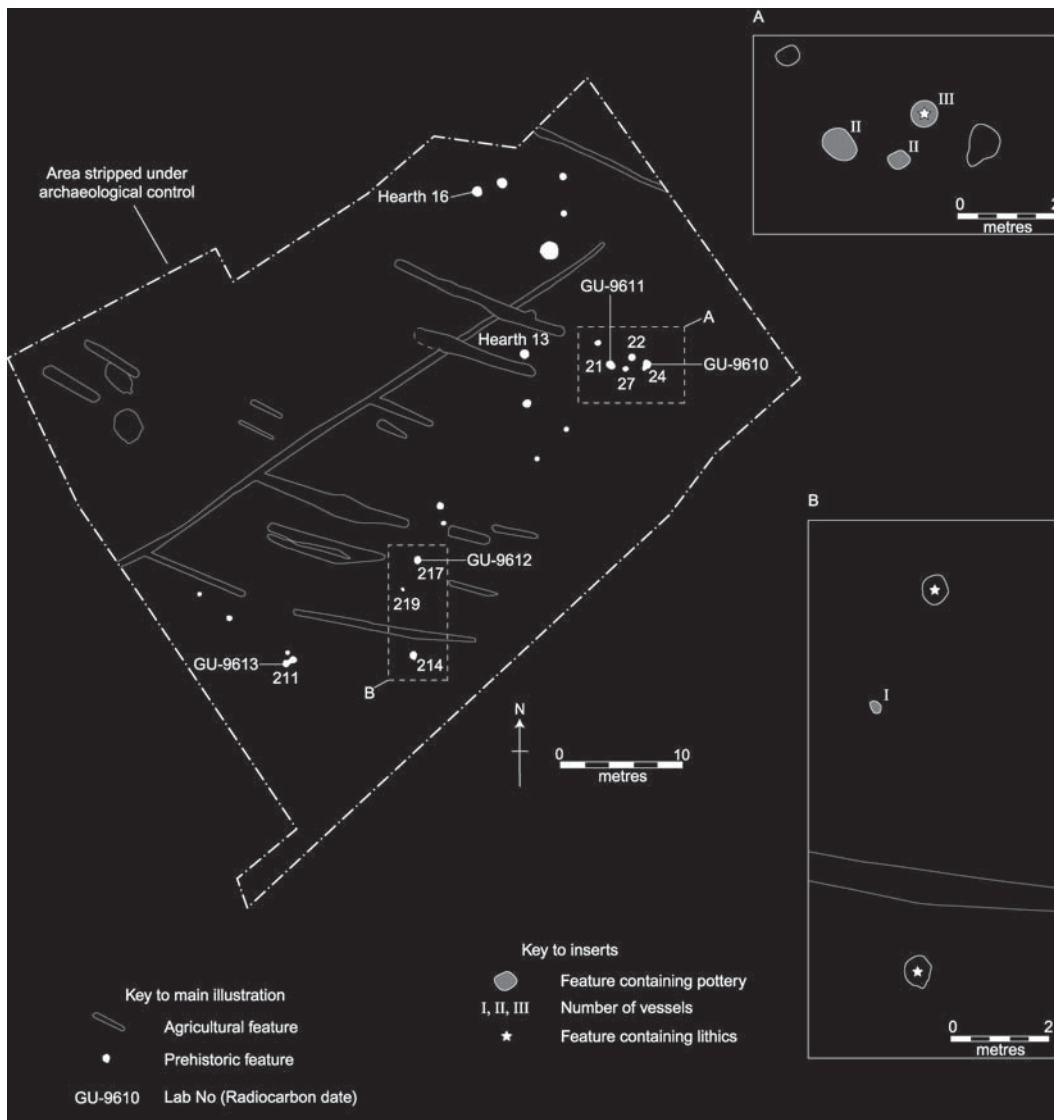 A
III
II
II
0
2
metres
Area stripped under
archaeological control
Hearth 16
GU-9611
A
Hearth 13
22
GU-9610
21
27
24
B
GU-9612
217
219
GU-9613
214
211
B
I
N
0
10
metres
0
2
metres
Key to main illustration
Agricultural feature
Prehistoric feature
GU-9610
Lab No (Radiocarbon date)
Key to inserts
Feature containing pottery
I, II, III
Number of vessels
Feature containing lithics